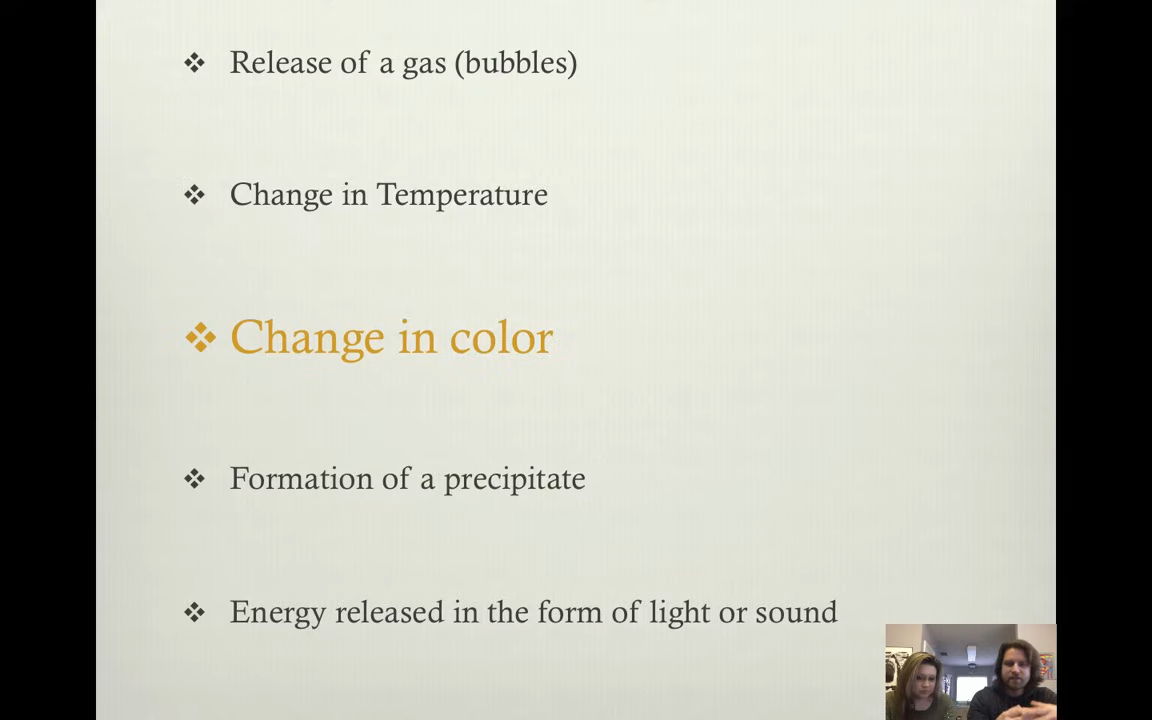 ❖ Release of a gas (bubbles)
❖ Change in Temperature
❖ Change in color
❖ Formation of a precipitate
❖ Energy released in the form of light or sound